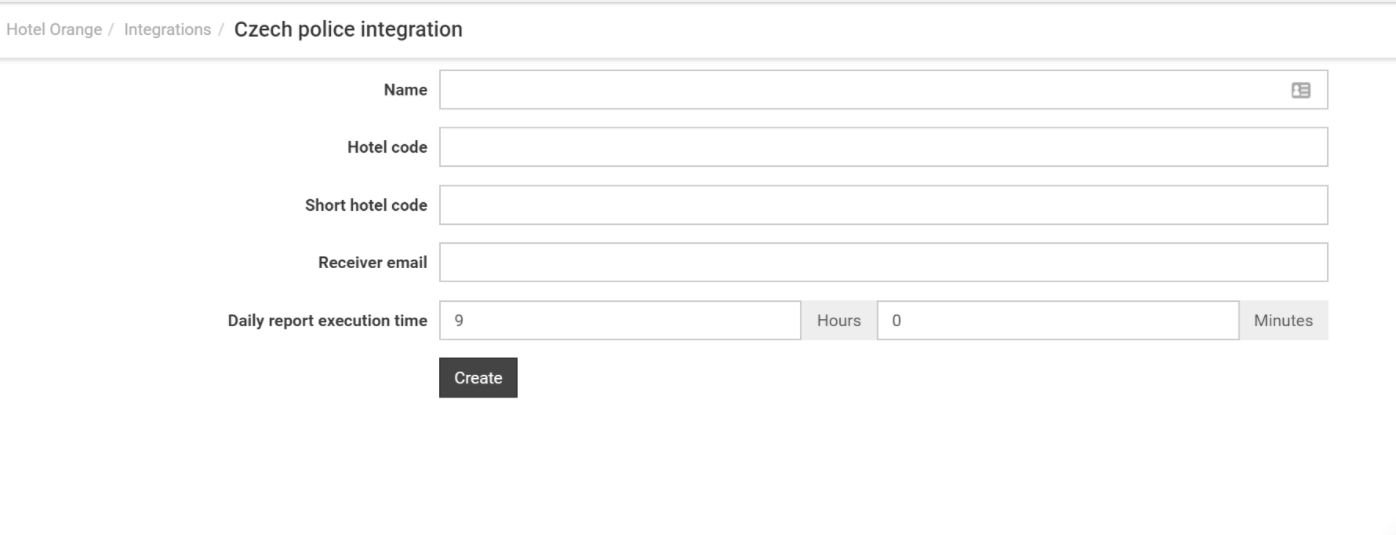 Hotel Orange / Integrations / Czech police integration
Name
Hotel code
Short hotel code
Receiver email
Daily report execution time 9 Hours 0 Minutes
Create